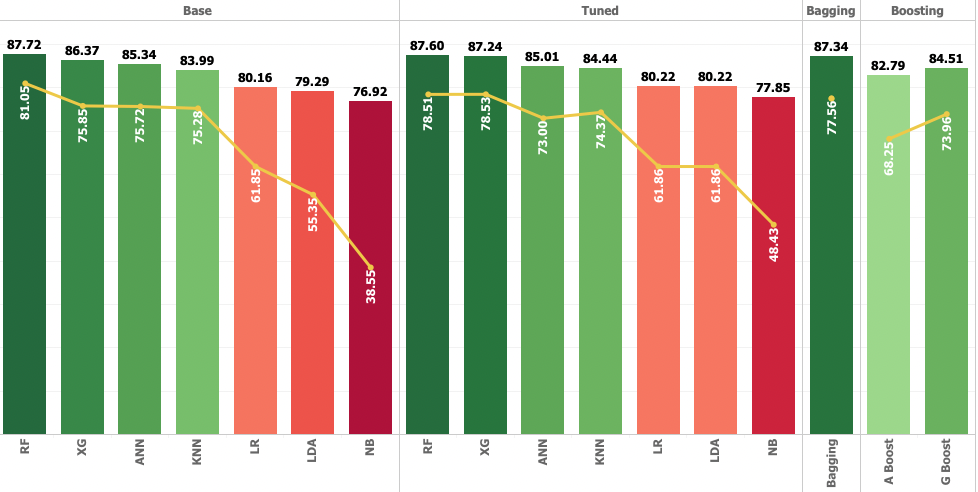 Base Tuned Bagging Boosting
87.72 86.37 85.34 83.99 80.16 79.29 76.92 87.60 87.24 85.01 84.44 80.22 80.22 77.85 87.34 82.79 84.51
81.05 75.85 75.72 75.28 61.85 55.35 38.55 78.51 78.53 73.00 74.37 61.86 61.86 48.43 77.56 68.25 73.96
RF XG ANN KNN LR LDA NB RF XG ANN KNN LR LDA NB Bagging A Boost G Boost